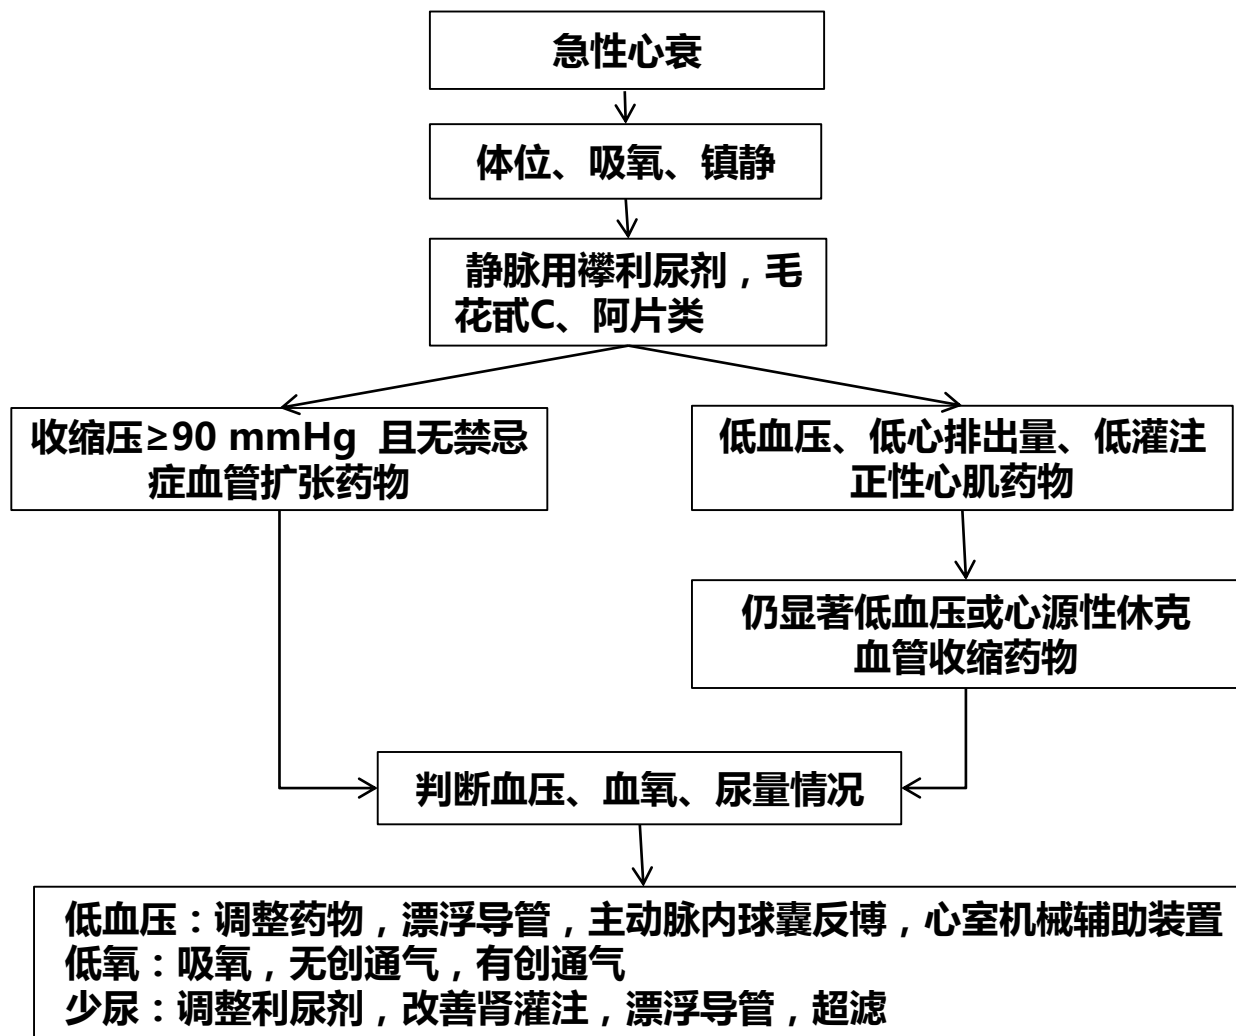 急性心衰
体位、吸氧、镇静
静脉用襻利尿剂，毛
花甙C、阿片类
收缩压≥90 mmHg 且无禁忌
症血管扩张药物
低血压、低心排出量、低灌注
正性心肌药物
仍显著低血压或心源性休克
血管收缩药物
判断血压、血氧、尿量情况
低血压：调整药物，漂浮导管，主动脉内球囊反博，心室机械辅助装置
低氧：吸氧，无创通气，有创通气
少尿：调整利尿剂，改善肾灌注，漂浮导管，超滤